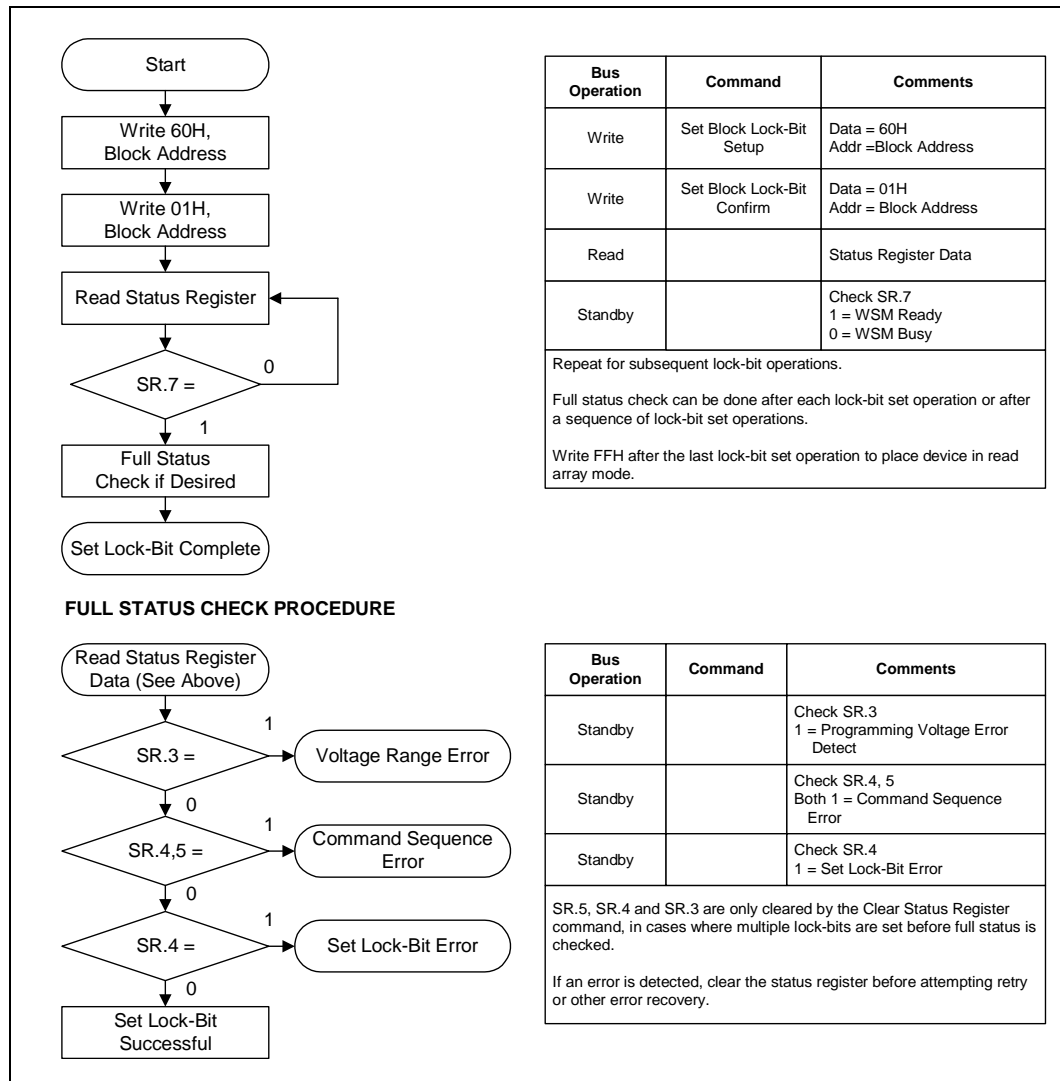 Start
Write 60H,
Block Address
Write 01H,
Block Address
Read Status Register
0
SR.7 =
1
Full Status
Check if Desired
Set Lock-Bit Complete
Bus
Operation
Command
Comments
Write
Set Block Lock-Bit
Setup
Data = 60H
Addr =Block Address
Write
Set Block Lock-Bit
Confirm
Data = 01H
Addr = Block Address
Read
Status Register Data
Standby
Check SR.7
1 = WSM Ready
0 = WSM Busy
Repeat for subsequent lock-bit operations.
Full status check can be done after each lock-bit set operation or after
a sequence of lock-bit set operations.
Write FFH after the last lock-bit set operation to place device in read
array mode.
FULL STATUS CHECK PROCEDURE
Read Status Register
Data (See Above)
1
SR.3 =
Voltage Range Error
0
1
SR.4,5 =
Command Sequence
Error
0
1
SR.4 =
Set Lock-Bit Error
0
Set Lock-Bit
Successful
Bus
Operation
Command
Comments
Standby
Check SR.3
1 = Programming Voltage Error
Detect
Standby
Check SR.4, 5
Both 1 = Command Sequence
Error
Standby
Check SR.4
1 = Set Lock-Bit Error
SR.5, SR.4 and SR.3 are only cleared by the Clear Status Register
command, in cases where multiple lock-bits are set before full status is
checked.
If an error is detected, clear the status register before attempting retry
or other error recovery.